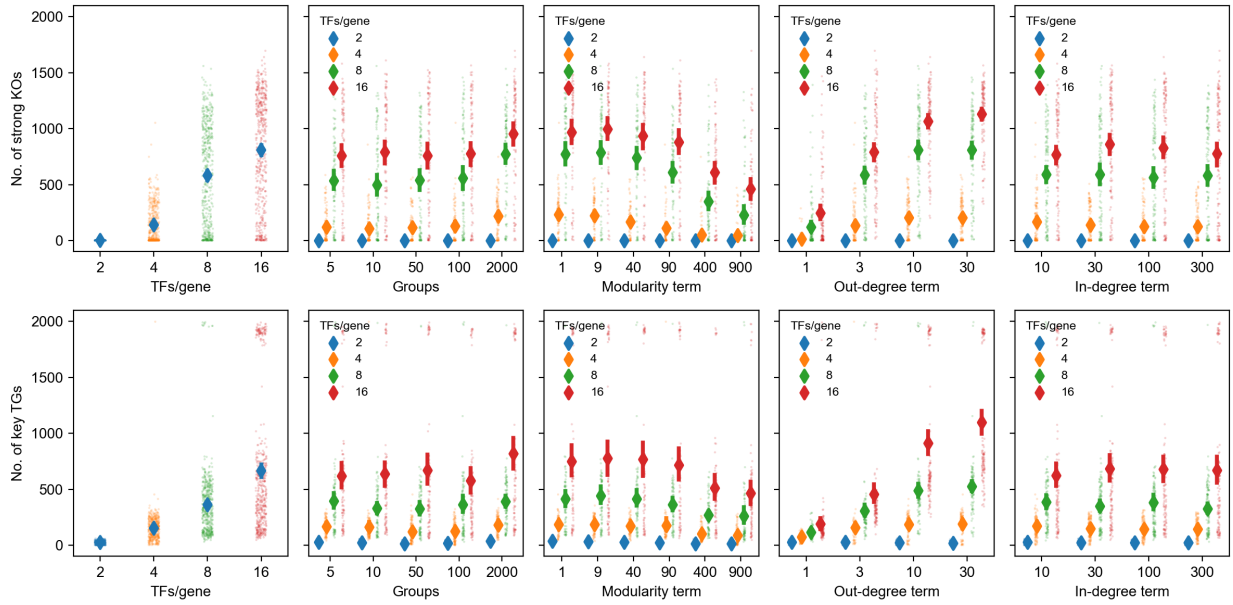 No. of strong KOs
2000
1500
1000
500
0
2 4 8 16
TFs/gene
TFs/gene
2
4
8
16
5 10 50 100 2000
Groups
TFs/gene
2
4
8
16
1 9 40 90 400 900
Modularity term
TFs/gene
2
4
8
16
1 3 10 30
Out-degree term
TFs/gene
2
4
8
16
10 30 100 300
In-degree term
No. of key TGs
2000
1500
1000
500
0
2 4 8 16
TFs/gene
TFs/gene
2
4
8
16
5 10 50 100 2000
Groups
TFs/gene
2
4
8
16
1 9 40 90 400 900
Modularity term
TFs/gene
2
4
8
16
1 3 10 30
Out-degree term
TFs/gene
2
4
8
16
10 30 100 300
In-degree term